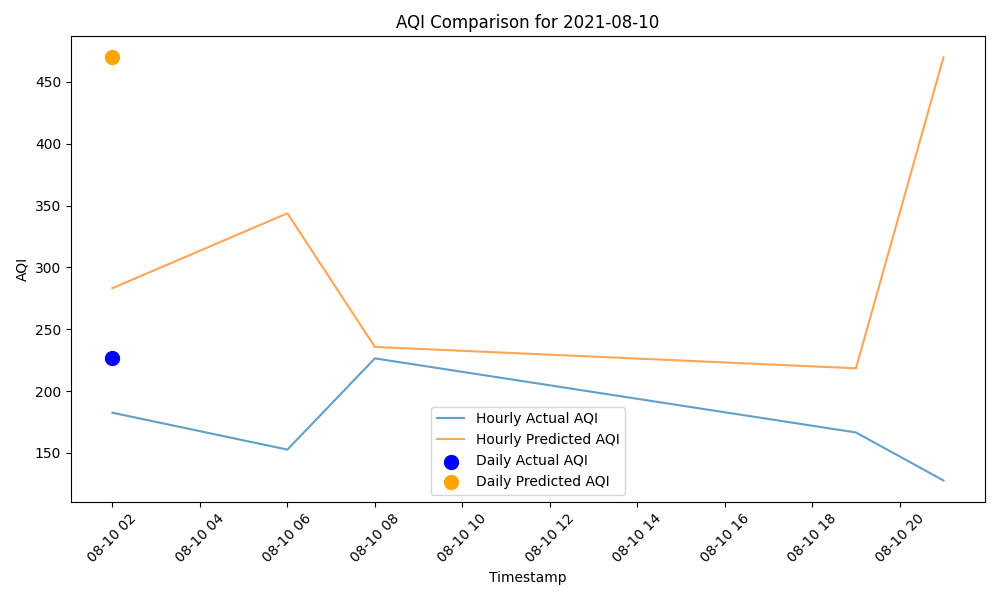 AQI Comparison for 2021-08-10
AQI
450
400
350
300
250
200
150
Hourly Actual AQI
Hourly Predicted AQI
Daily Actual AQI
Daily Predicted AQI
08-10 02
08-10 04
08-10 06
08-10 08
08-10 10
08-10 12
08-10 14
08-10 16
08-10 18
08-10 20
Timestamp